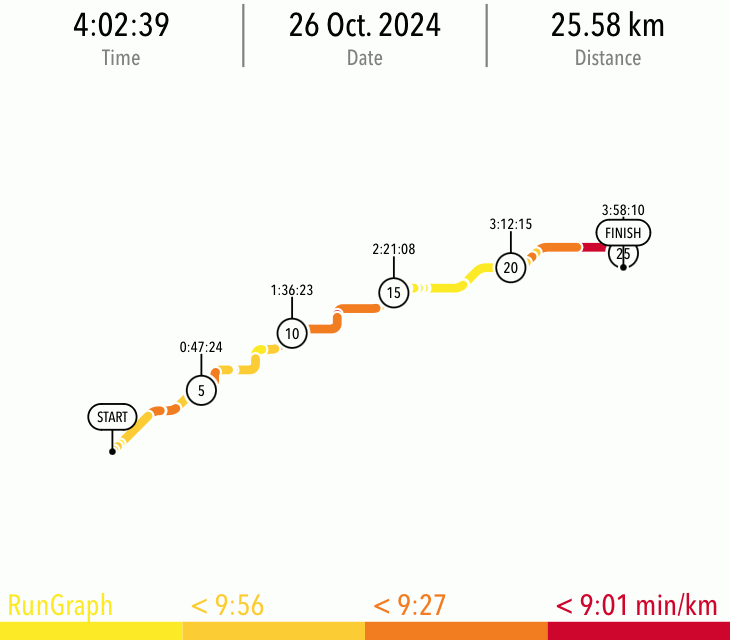 4:02:39
Time
26 Oct. 2024
Date
25.58 km
Distance
3:58:10
FINISH
25
3:12:15
20
2:21:08
15
1:36:23
10
0:47:24
5
START
RunGraph
< 9:56
< 9:27
< 9:01 min/km